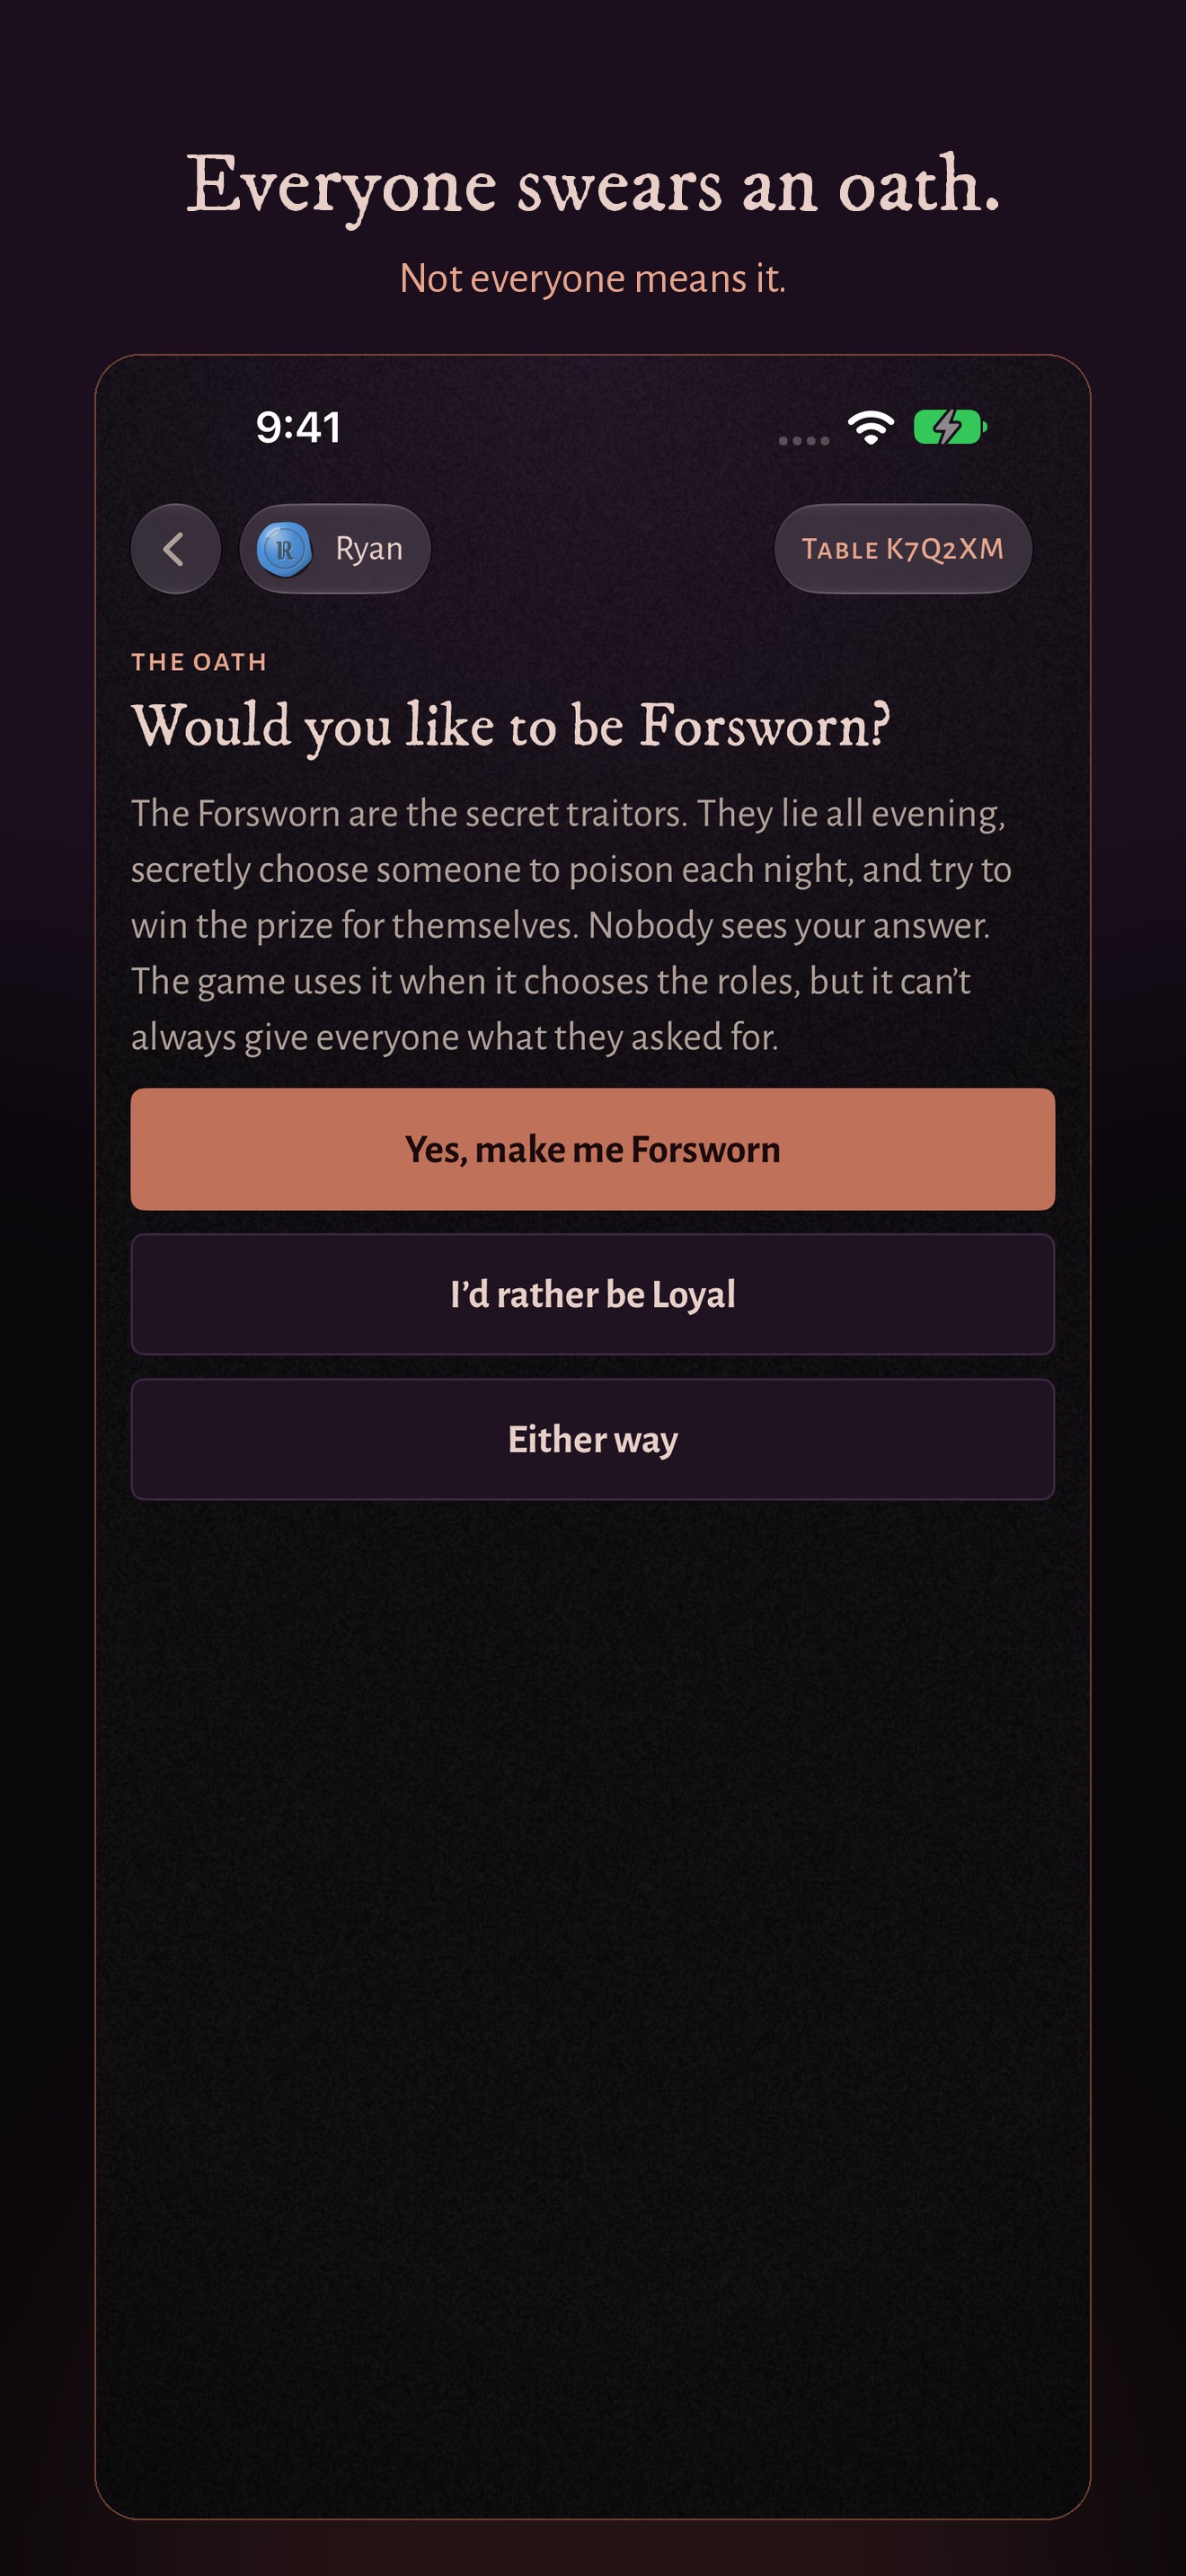 Everyone swears an oath.
Not everyone means it.
9:41
R Ryan
TABLE K7Q2XM
THE OATH
Would you like to be Forsworn?
The Forsworn are the secret traitors. They lie all evening,
secretly choose someone to poison each night, and try to
win the prize for themselves. Nobody sees your answer.
The game uses it when it chooses the roles, but it can’t
always give everyone what they asked for.
Yes, make me Forsworn
I’d rather be Loyal
Either way